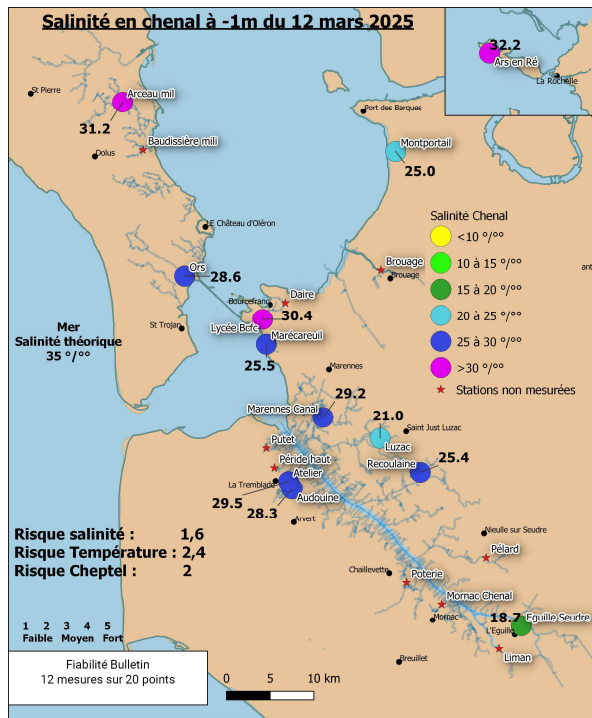 Salinité en chenal à -1m du 12 mars 2025
32.2
Ars en Ré
La Rochelle
St Pierre
Arceau mil
31.2
Baudissière mili
Dolus
Port des Barques
Montportail
25.0
LE Château d'Oléron
Salinité Chenal
<10 °/°°
10 à 15 °/°°
15 à 20 °/°°
20 à 25 °/°°
25 à 30 °/°°
>30 °/°°
Stations non mesurées
Brouage
Brouage
ant
Ors
28.6
Daire
Bourcefranc
30.4
Lycée Bcfc
Marécareuil
25.5
St Trojan
Mer
Salinité théorique
35 °/°°
Marennes
29.2
Marennes Canal
21.0
Saint Just Luzac
Luzac
25.4
Recoulaine
Putet
Péride haut
Atelier
La Tremblade
Audouine
29.5
28.3
Arvert
Risque salinité : 1,6
Risque Température : 2,4
Risque Cheptel : 2
Nieulle sur Seudre
Pélard
Chaillevette
Poterie
Mornac Chenal
Mornac
18.7
Eguille Seudre
L'Eguille
Liman
Breuillet
1 2 3 4 5
Faible Moyen Fort
Fiabilité Bulletin
12 mesures sur 20 points
0 5 10 km